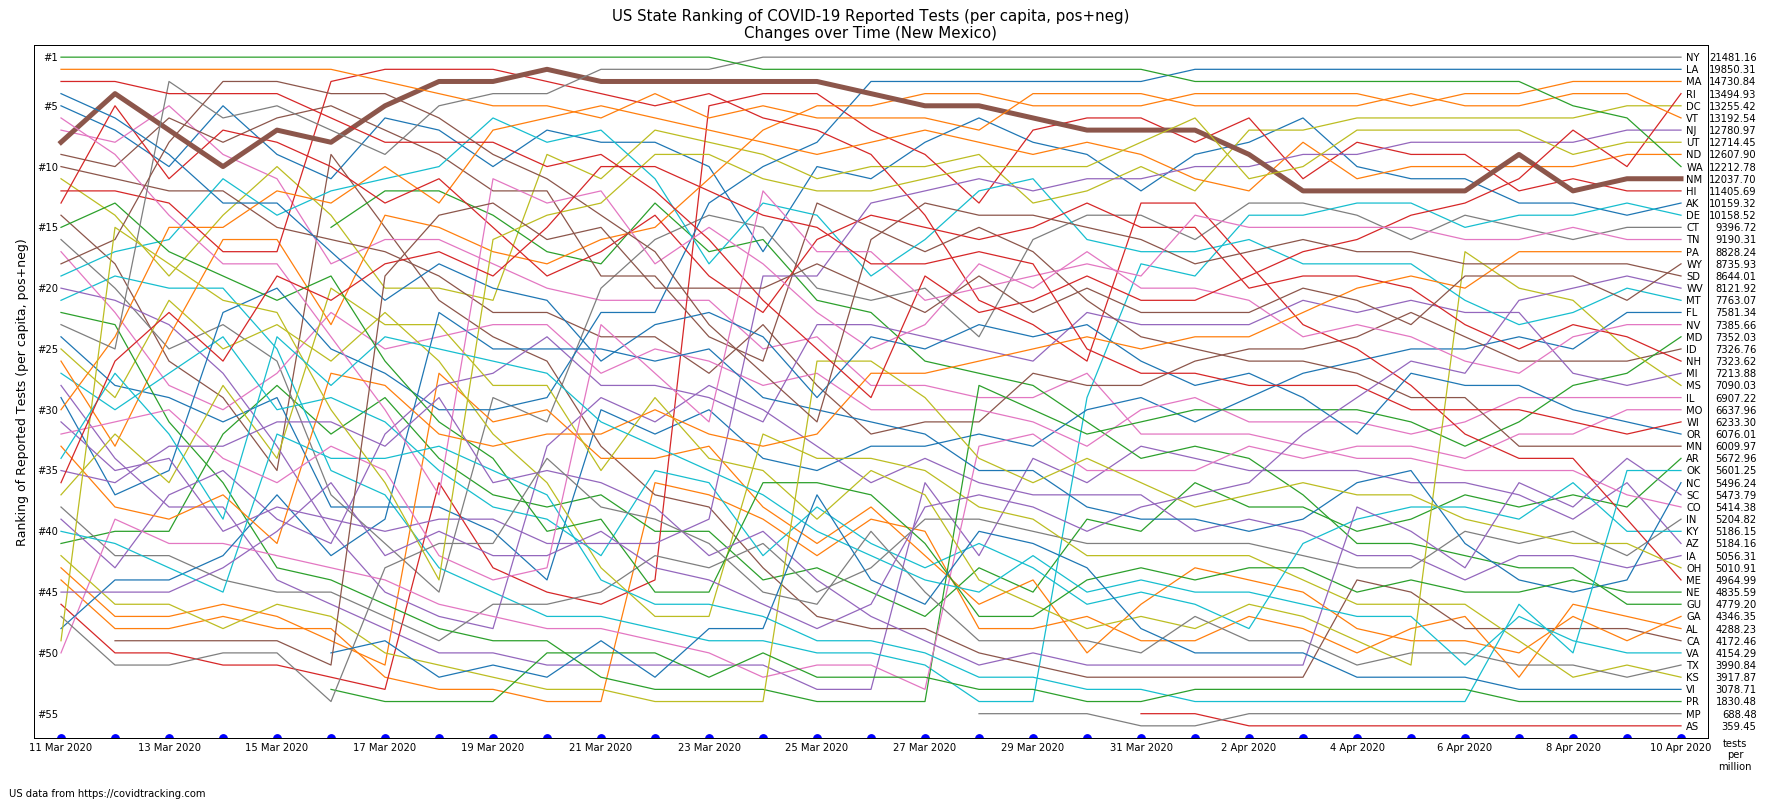 US State Ranking of COVID-19 Reported Tests (per capita, pos+neg)
Changes over Time (New Mexico)
Ranking of Reported Tests (per capita, pos+neg)
#1
#5
#10
#15
#20
#25
#30
#35
#40
#45
#50
#55
NY 21481.16
LA 19850.31
MA 14730.84
RI 13494.93
DC 13255.42
VT 13192.54
NJ 12780.97
UT 12714.45
ND 12607.90
WA 12212.78
NM 12037.70
HI 11405.69
AK 10159.32
DE 10158.52
CT 9396.72
TN 9190.31
PA 8828.24
WY 8735.93
SD 8644.01
WV 8121.92
MT 7763.07
FL 7581.34
NV 7385.66
MD 7352.03
ID 7326.76
NH 7323.62
MI 7213.88
MS 7090.03
IL 6907.22
MO 6637.96
WI 6233.30
OR 6076.01
MN 6009.97
AR 5672.96
OK 5601.25
NC 5496.24
SC 5473.79
CO 5414.38
IN 5204.82
KY 5186.15
AZ 5184.16
IA 5056.31
OH 5010.91
ME 4964.99
NE 4835.59
GU 4779.20
GA 4346.35
AL 4288.23
CA 4172.46
VA 4154.29
TX 3990.84
KS 3917.87
VI 3078.71
PR 1830.48
MP 688.48
AS 359.45
11 Mar 2020 13 Mar 2020 15 Mar 2020 17 Mar 2020 19 Mar 2020 21 Mar 2020 23 Mar 2020 25 Mar 2020 27 Mar 2020 29 Mar 2020 31 Mar 2020 2 Apr 2020 4 Apr 2020 6 Apr 2020 8 Apr 2020 10 Apr 2020
tests
per
million
US data from https://covidtracking.com